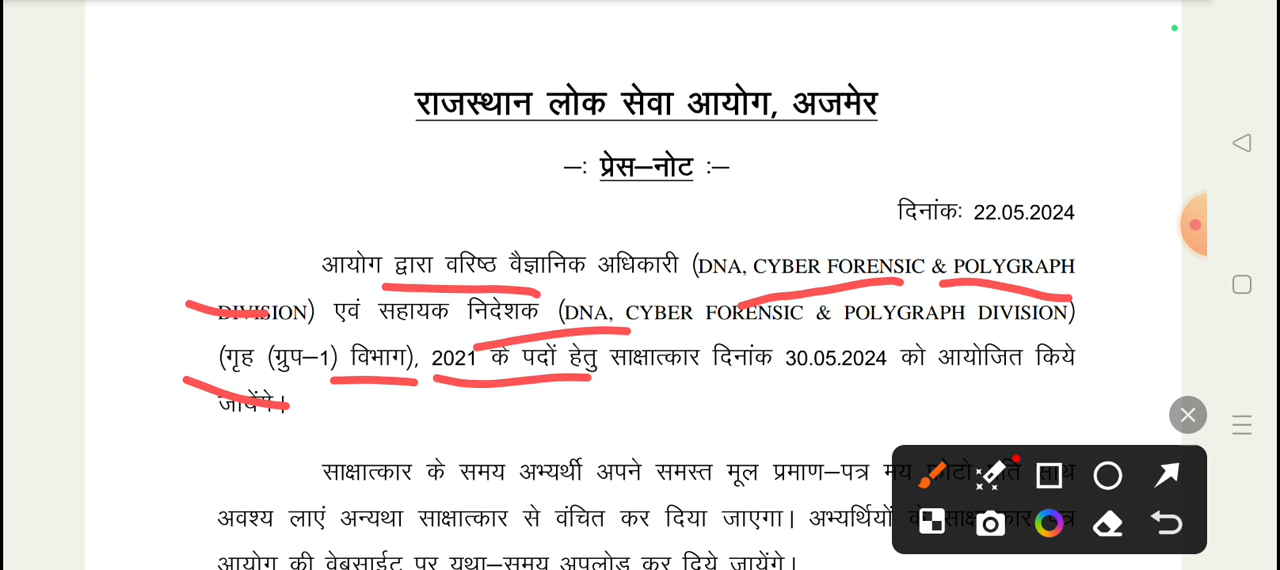 राजस्थान लोक सेवा आयोग, अजमेर
–: प्रेस–नोट :–
दिनांकः 22.05.2024
आयोग द्वारा वरिष्ठ वैज्ञानिक अधिकारी (DNA, CYBER FORENSIC & POLYGRAPH
DIVISION) एवं सहायक निदेशक (DNA, CYBER FORENSIC & POLYGRAPH DIVISION)
(गृह (ग्रुप–1) विभाग), 2021 के पदों हेतु साक्षात्कार दिनांक 30.05.2024 को आयोजित किये
जायेंगे।
साक्षात्कार के समय अभ्यर्थी अपने समस्त मूल प्रमाण–पत्र मय फोटो प्रति साथ
अवश्य लाएं अन्यथा साक्षात्कार से वंचित कर दिया जाएगा। अभ्यर्थियों के साक्षात्कार पत्र
आयोग की वेबसाईट पर यथा–समय अपलोड कर दिये जायेंगे।